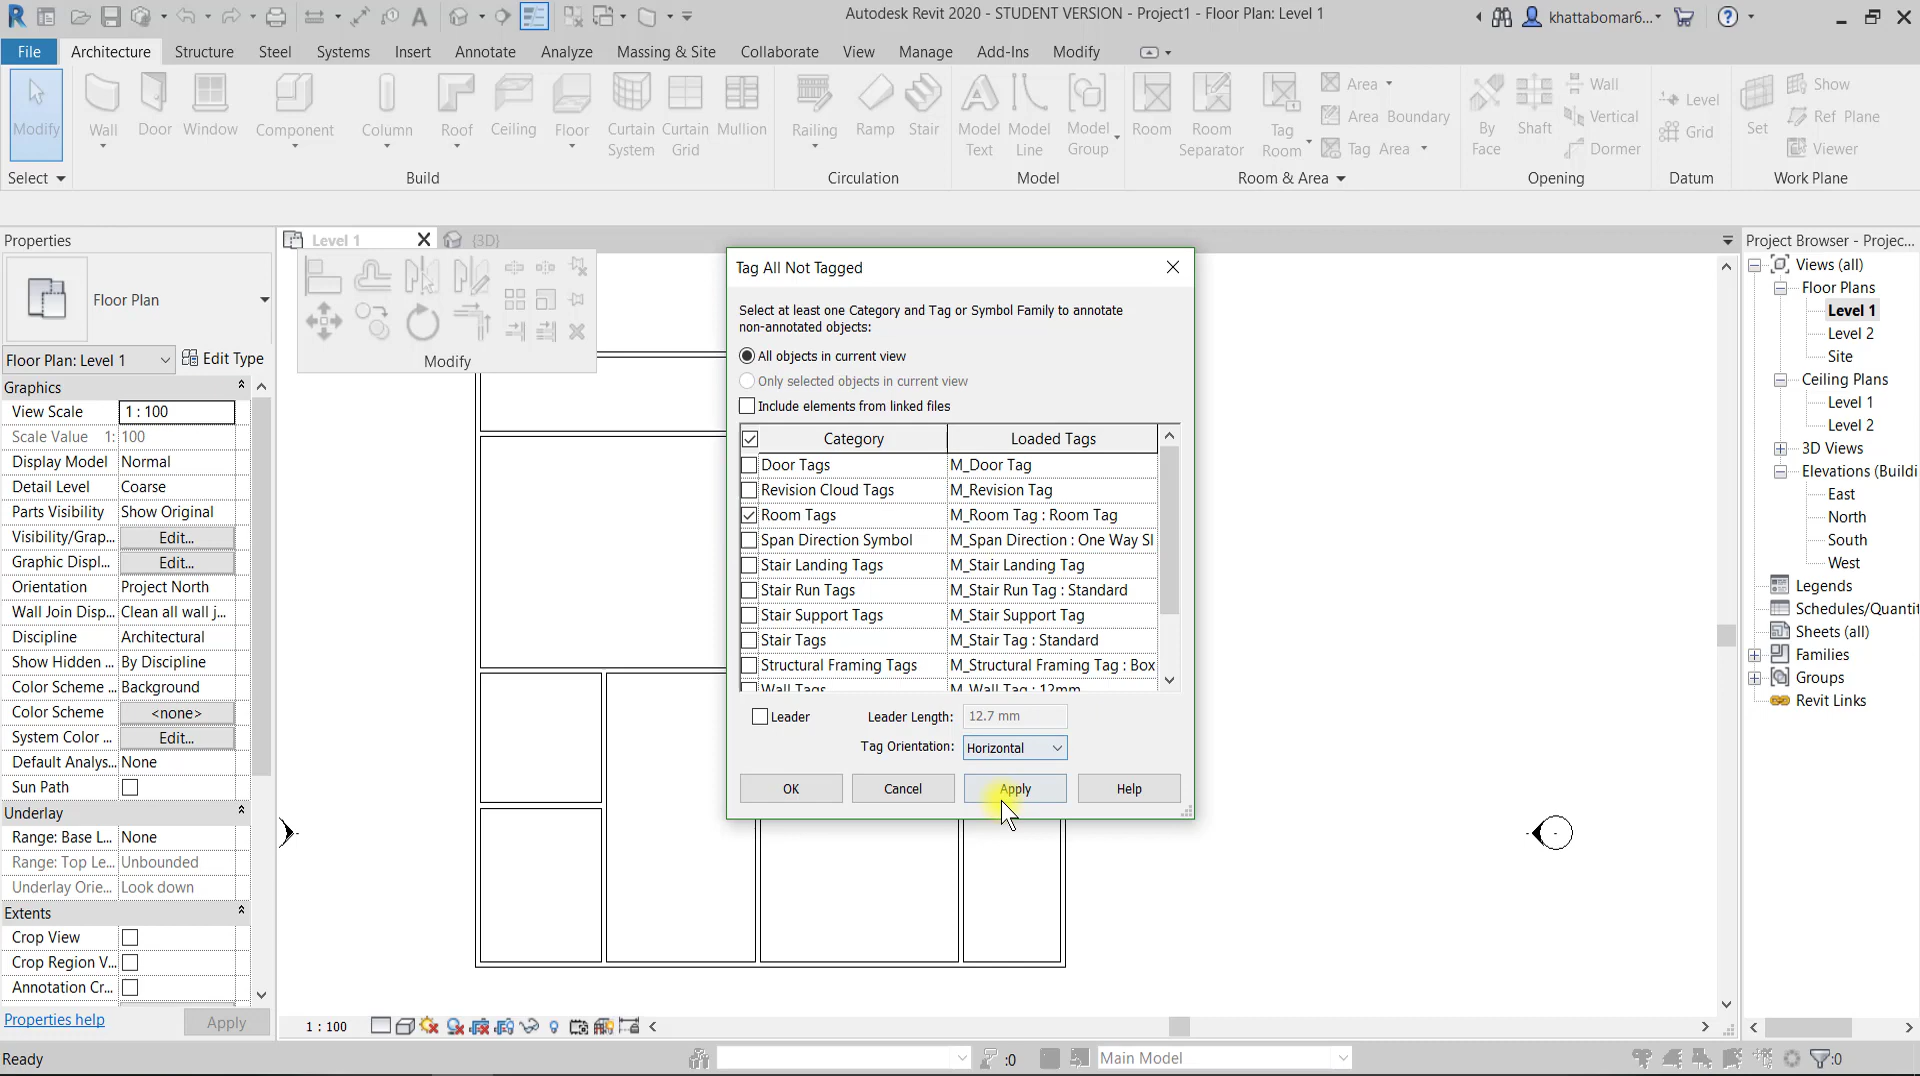 Autodesk Revit 2020 - STUDENT VERSION - Project1 - Floor Plan: Level 1
khattabomar6...
File
Architecture
Structure
Steel
Systems
Insert
Annotate
Analyze
Massing & Site
Collaborate
View
Manage
Add-Ins
Modify
Modify
Wall
Door
Window
Component
Column
Roof
Ceiling
Floor
Curtain System
Curtain Grid
Mullion
Railing
Ramp
Stair
Model Text
Model Line
Model Group
Room
Room Separator
Tag Room
Area
Area Boundary
Tag Area
By Face
Shaft
Wall
Vertical
Dormer
Level
Grid
Set
Show
Ref Plane
Viewer
Select
Build
Circulation
Model
Room & Area
Opening
Datum
Work Plane
Properties
Floor Plan
Floor Plan: Level 1
Edit Type
Graphics
View Scale 1 : 100
Scale Value 1: 100
Display Model Normal
Detail Level Coarse
Parts Visibility Show Original
Visibility/Grap... Edit...
Graphic Displ... Edit...
Orientation Project North
Wall Join Disp... Clean all wall j...
Discipline Architectural
Show Hidden ... By Discipline
Color Scheme ... Background
Color Scheme <none>
System Color ... Edit...
Default Analys... None
Sun Path
Underlay
Range: Base L... None
Range: Top Le... Unbounded
Underlay Orie... Look down
Extents
Crop View
Crop Region V...
Annotation Cr...
Properties help
Apply
Level 1
{3D}
Modify
Tag All Not Tagged
Select at least one Category and Tag or Symbol Family to annotate
non-annotated objects:
All objects in current view
Only selected objects in current view
Include elements from linked files
Category Loaded Tags
Door Tags M_Door Tag
Revision Cloud Tags M_Revision Tag
Room Tags M_Room Tag : Room Tag
Span Direction Symbol M_Span Direction : One Way Sl
Stair Landing Tags M_Stair Landing Tag
Stair Run Tags M_Stair Run Tag : Standard
Stair Support Tags M_Stair Support Tag
Stair Tags M_Stair Tag : Standard
Structural Framing Tags M_Structural Framing Tag : Box
Wall Tags M_Wall Tag : 12mm
Leader
Leader Length: 12.7 mm
Tag Orientation: Horizontal
OK
Cancel
Apply
Help
Project Browser - Projec...
Views (all)
Floor Plans
Level 1
Level 2
Site
Ceiling Plans
Level 1
Level 2
3D Views
Elevations (Buildi
East
North
South
West
Legends
Schedules/Quantit
Sheets (all)
Families
Groups
Revit Links
1 : 100
Ready
:0
Main Model
:0